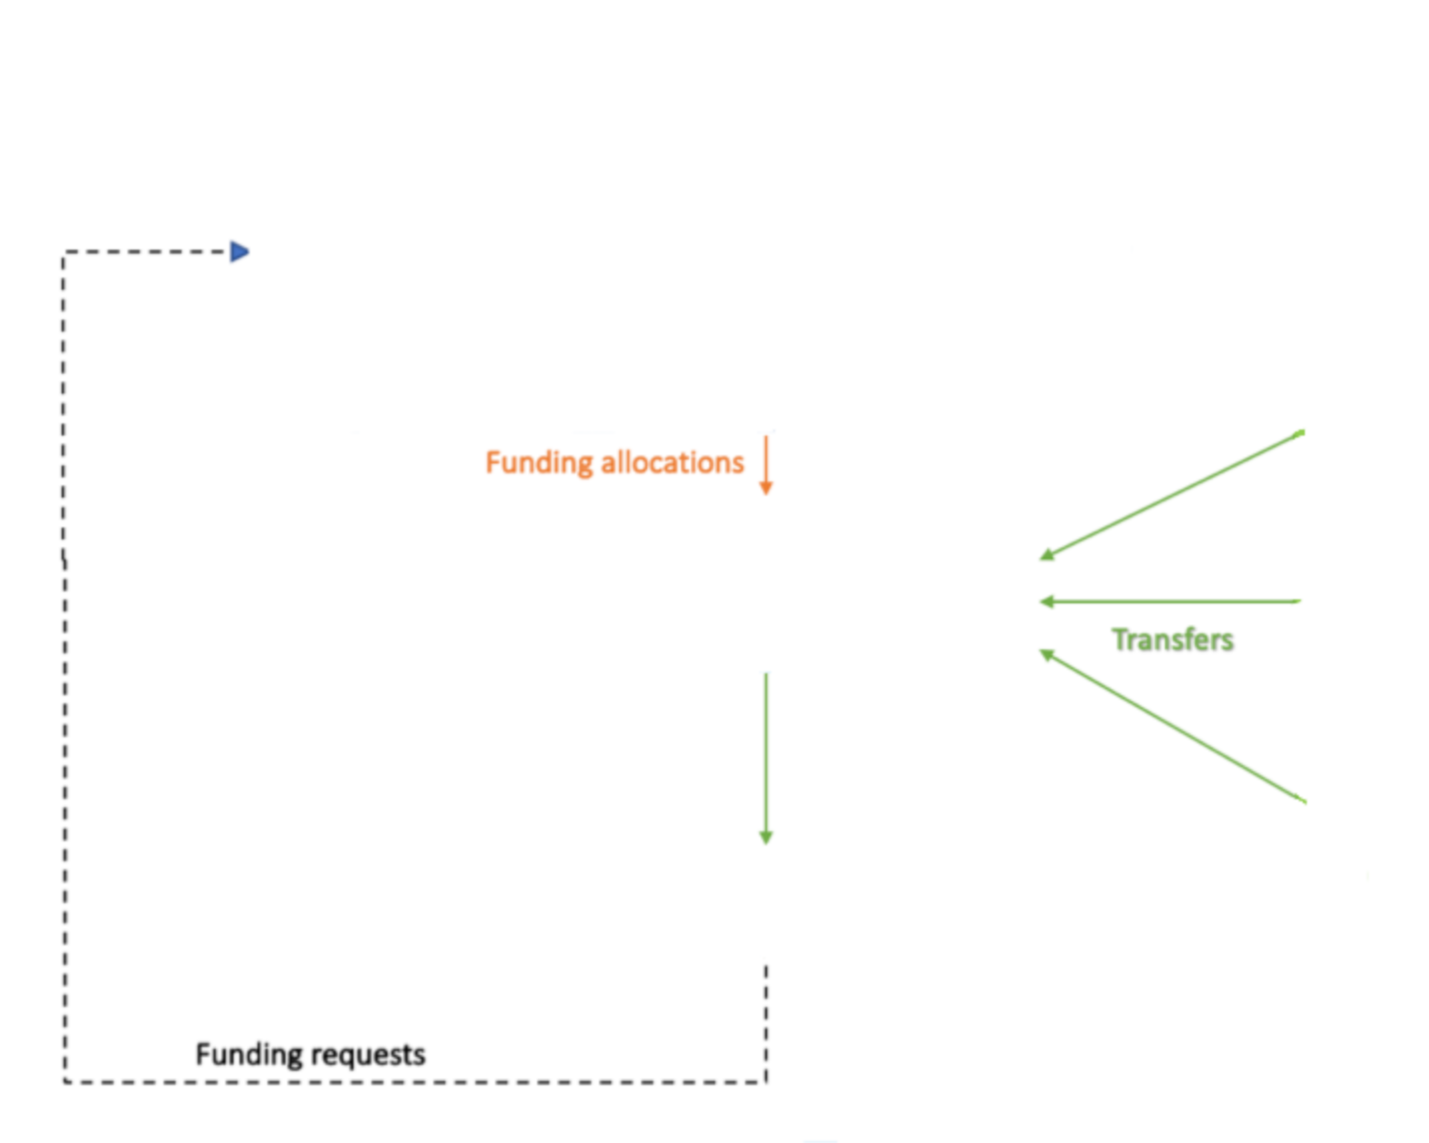 Funding allocations
Transfers
Funding requests